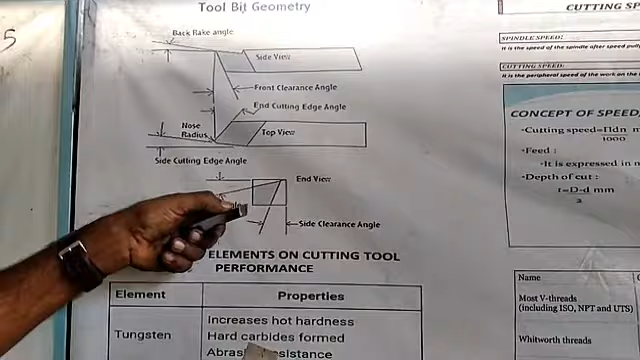 5
Tool Bit Geometry
Back Rake angle
Side View
Front Clearance Angle
End Cutting Edge Angle
Nose
Radius
Top View
Side Cutting Edge Angle
End View
Side Clearance Angle
ELEMENTS ON CUTTING TOOL
PERFORMANCE
Element
Properties
Tungsten
Increases hot hardness
Hard carbides formed
CUTTING SP
SPINDLE SPEED:
It is the speed of the spindle after speed
CUTTING SPEED:
It is the peripheral speed of the work on the
CONCEPT OF SPEED,
•Cutting speed=Πdn m
1000
•Feed :
•It is expressed in m
•Depth of cut :
t=D-d mm
2
Name
Most V-threads
(including ISO, NPT and UTS)
Whitworth threads